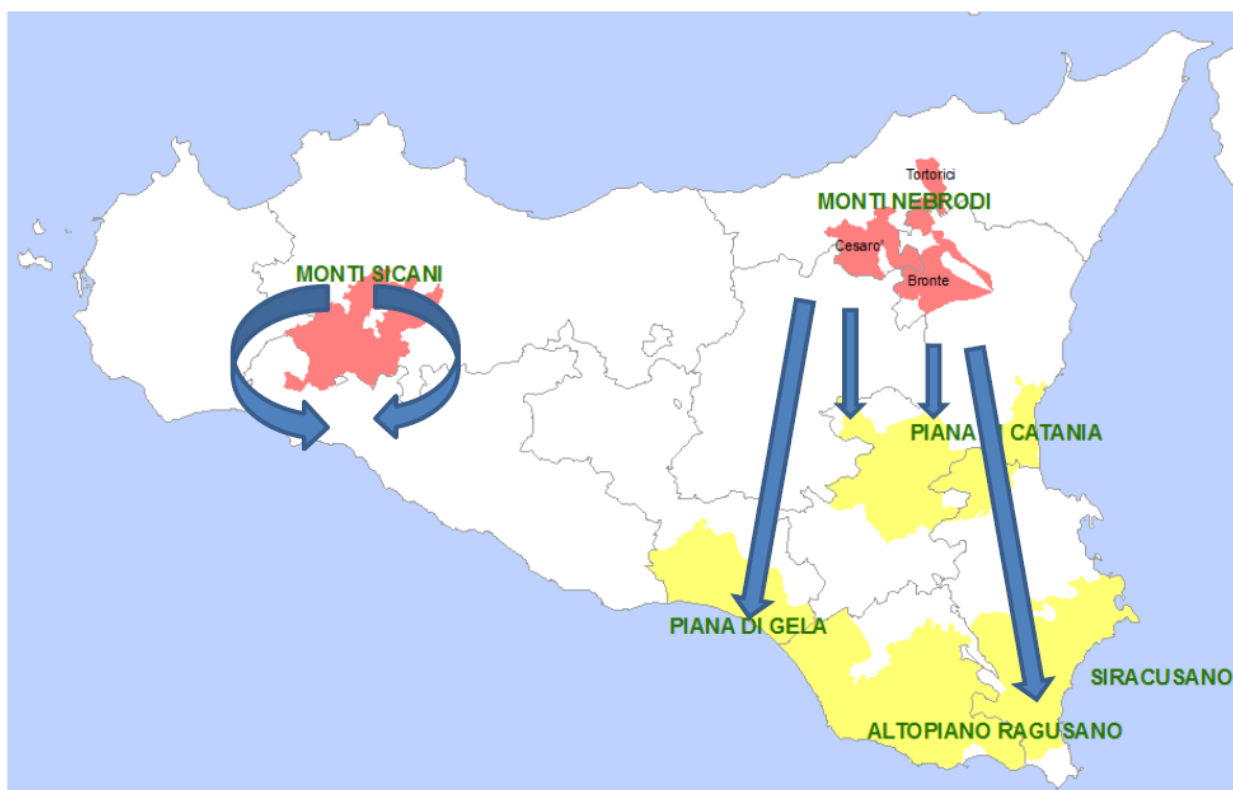 Tortorici
MONTI NEBRODI
Cesaro'
MONTI SICANI
Bronte
PIANA DI CATANIA
PIANA DI GELA
SIRACUSANO
ALTOPIANO RAGUSANO